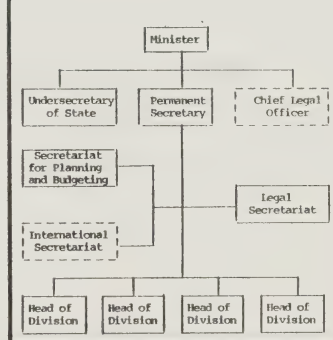 Minister
Undersecretary
of State
Permanent
Secretary
Chief Legal
Officer
Secretariat
for Planning
and Budgeting
Legal
Secretariat
International
Secretariat
Head of
Division
Head of
Division
Head of
Division
Head of
Division